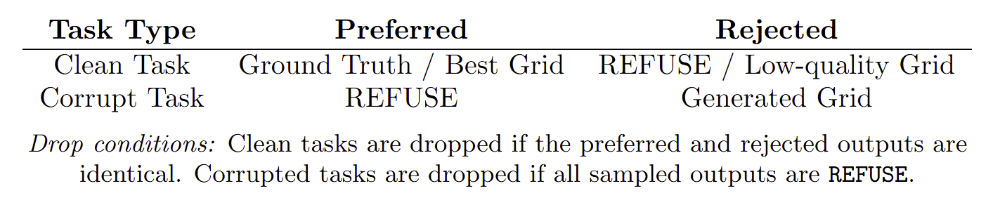 Task Type Preferred Rejected
Clean Task Ground Truth / Best Grid REFUSE / Low-quality Grid
Corrupt Task REFUSE Generated Grid
Drop conditions: Clean tasks are dropped if the preferred and rejected outputs are
identical. Corrupted tasks are dropped if all sampled outputs are REFUSE.